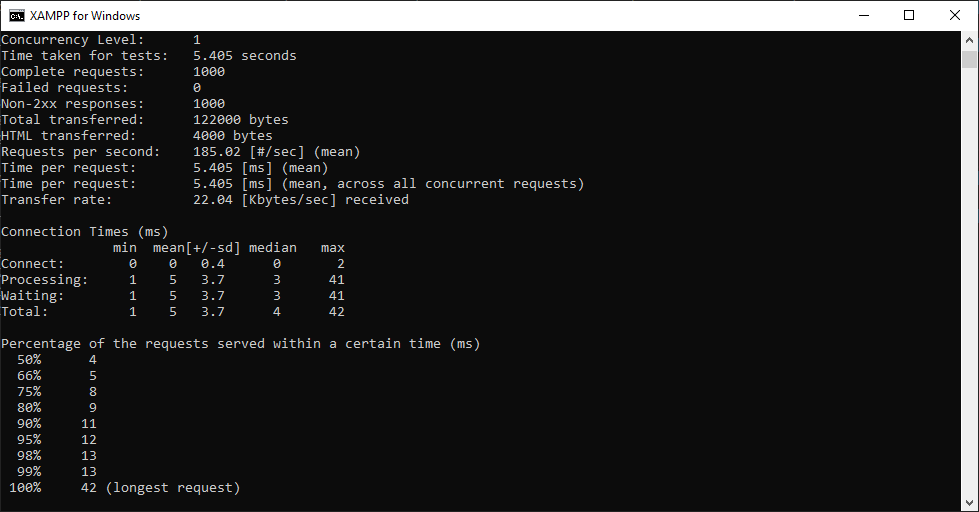 XAMPP for Windows
Concurrency Level:      1
Time taken for tests:   5.405 seconds
Complete requests:      1000
Failed requests:        0
Non-2xx responses:      1000
Total transferred:      122000 bytes
HTML transferred:       4000 bytes
Requests per second:    185.02 [#/sec] (mean)
Time per request:       5.405 [ms] (mean)
Time per request:       5.405 [ms] (mean, across all concurrent requests)
Transfer rate:          22.04 [Kbytes/sec] received

Connection Times (ms)
              min  mean[+/-sd] median   max
Connect:        0    0   0.4      0       2
Processing:     1    5   3.7      3      41
Waiting:        1    5   3.7      3      41
Total:          1    5   3.7      4      42

Percentage of the requests served within a certain time (ms)
  50%      4
  66%      5
  75%      8
  80%      9
  90%     11
  95%     12
  98%     13
  99%     13
 100%     42 (longest request)